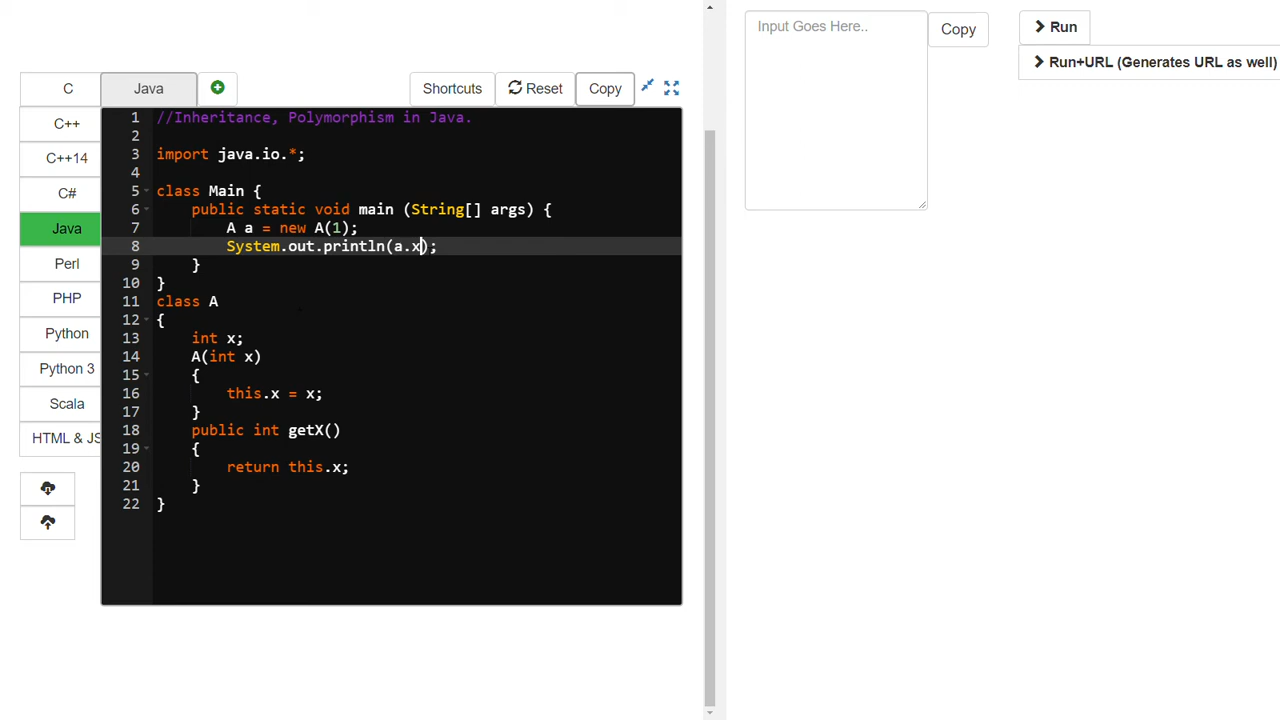 C
C++
C++14
C#
Java
Perl
PHP
Python
Python 3
Scala
HTML & JS
Java
Shortcuts
Reset
Copy
1 //Inheritance, Polymorphism in Java.
2
3 import java.io.*;
4
5 class Main {
6 public static void main (String[] args) {
7 A a = new A(1);
8 System.out.println(a.x);
9 }
10 }
11 class A
12 {
13 int x;
14 A(int x)
15 {
16 this.x = x;
17 }
18 public int getX()
19 {
20 return this.x;
21 }
22 }
Input Goes Here..
Copy
Run
Run+URL (Generates URL as well)